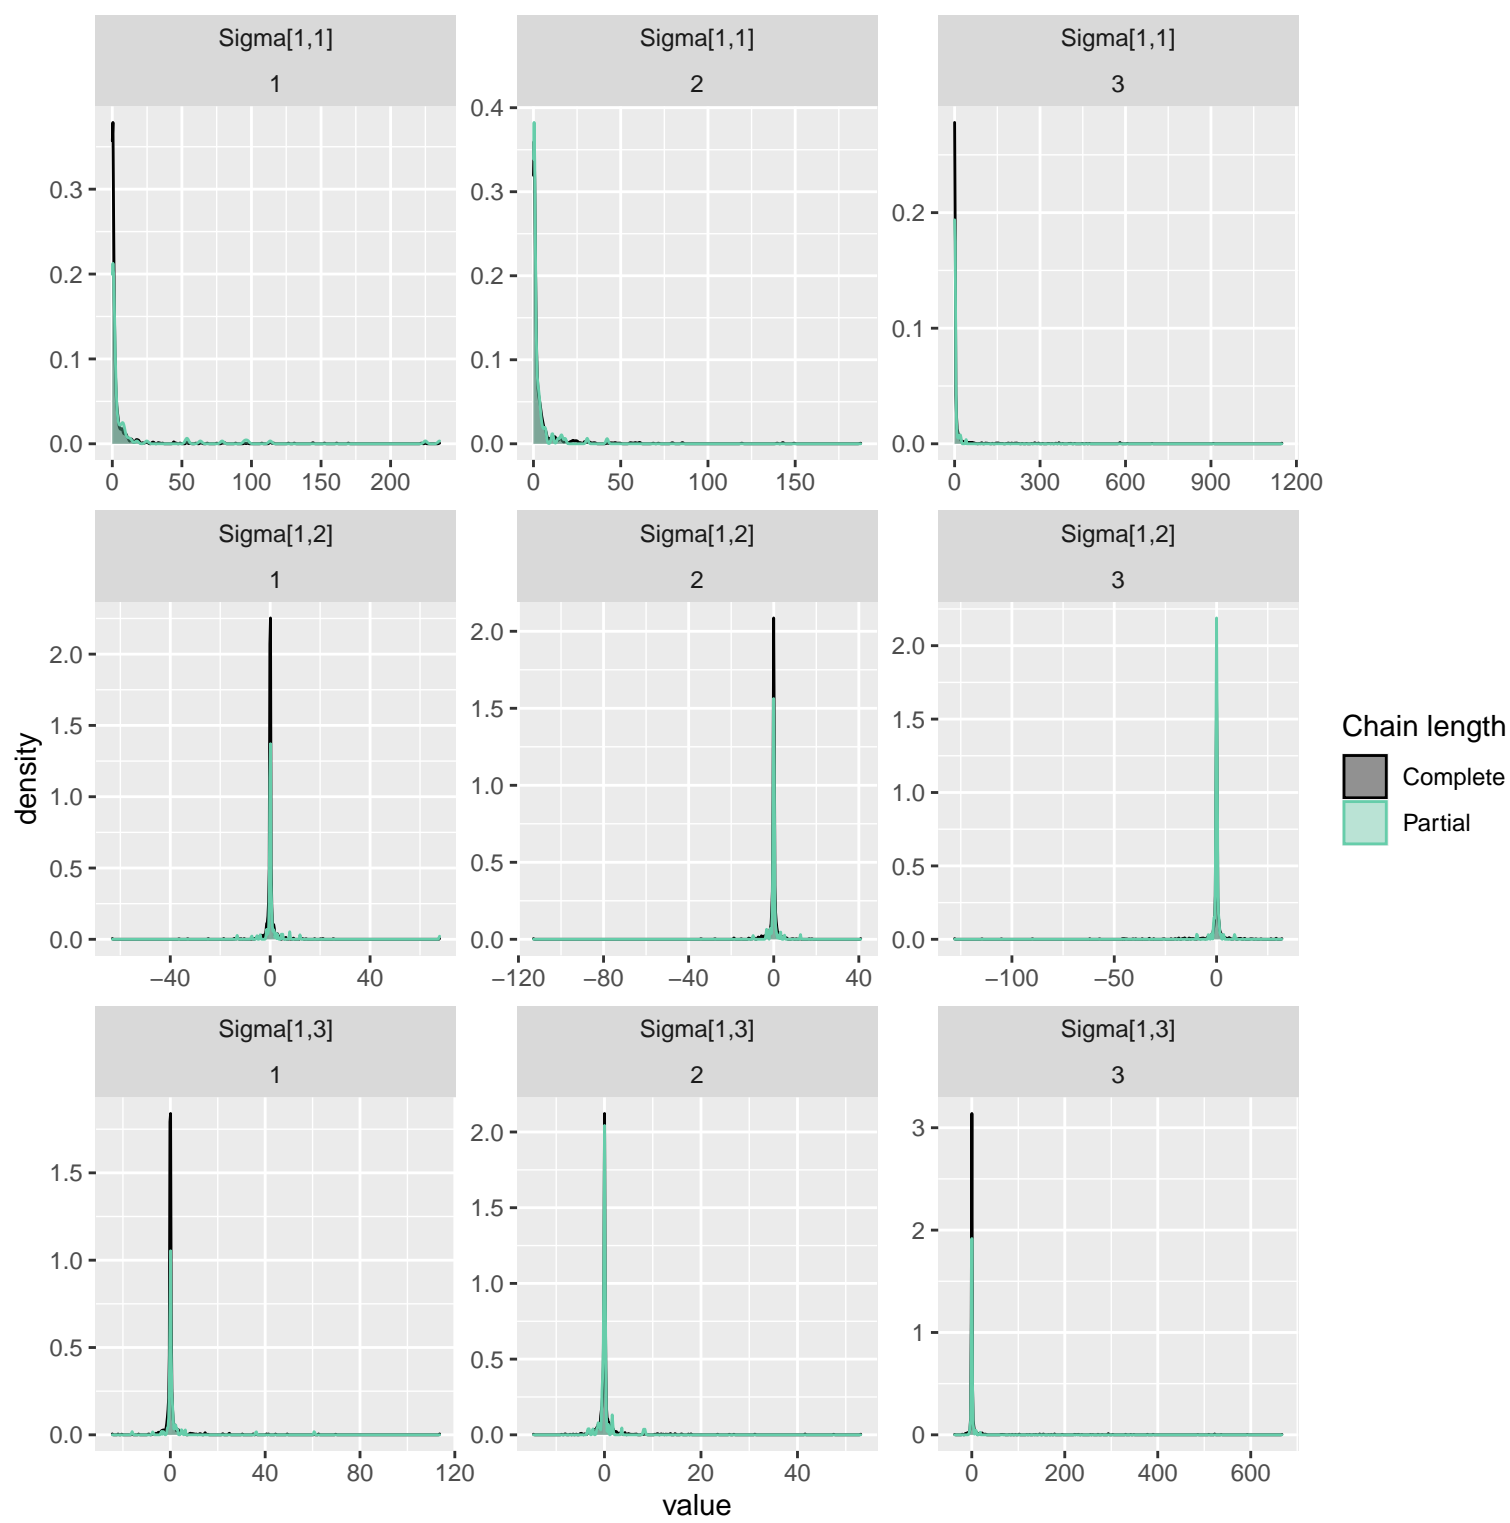 Sigma[1,1] Sigma[1,1] Sigma[1,1]
1 2 3
0.0 0.1 0.2 0.3
0.0 0.1 0.2 0.3 0.4
0.0 0.1 0.2
0 50 100 150 200
0 50 100 150
0 300 600 900 1200
Sigma[1,2] Sigma[1,2] Sigma[1,2]
1 2 3
0.0 0.5 1.0 1.5 2.0
0.0 0.5 1.0 1.5 2.0
0.0 0.5 1.0 1.5 2.0
−40 0 40
−120 −80 −40 0 40
−100 −50 0
Sigma[1,3] Sigma[1,3] Sigma[1,3]
1 2 3
0.0 0.5 1.0 1.5
0.0 0.5 1.0 1.5 2.0
0 1 2 3
0 40 80 120
0 20 40
0 200 400 600
density
value
Chain length
Complete
Partial